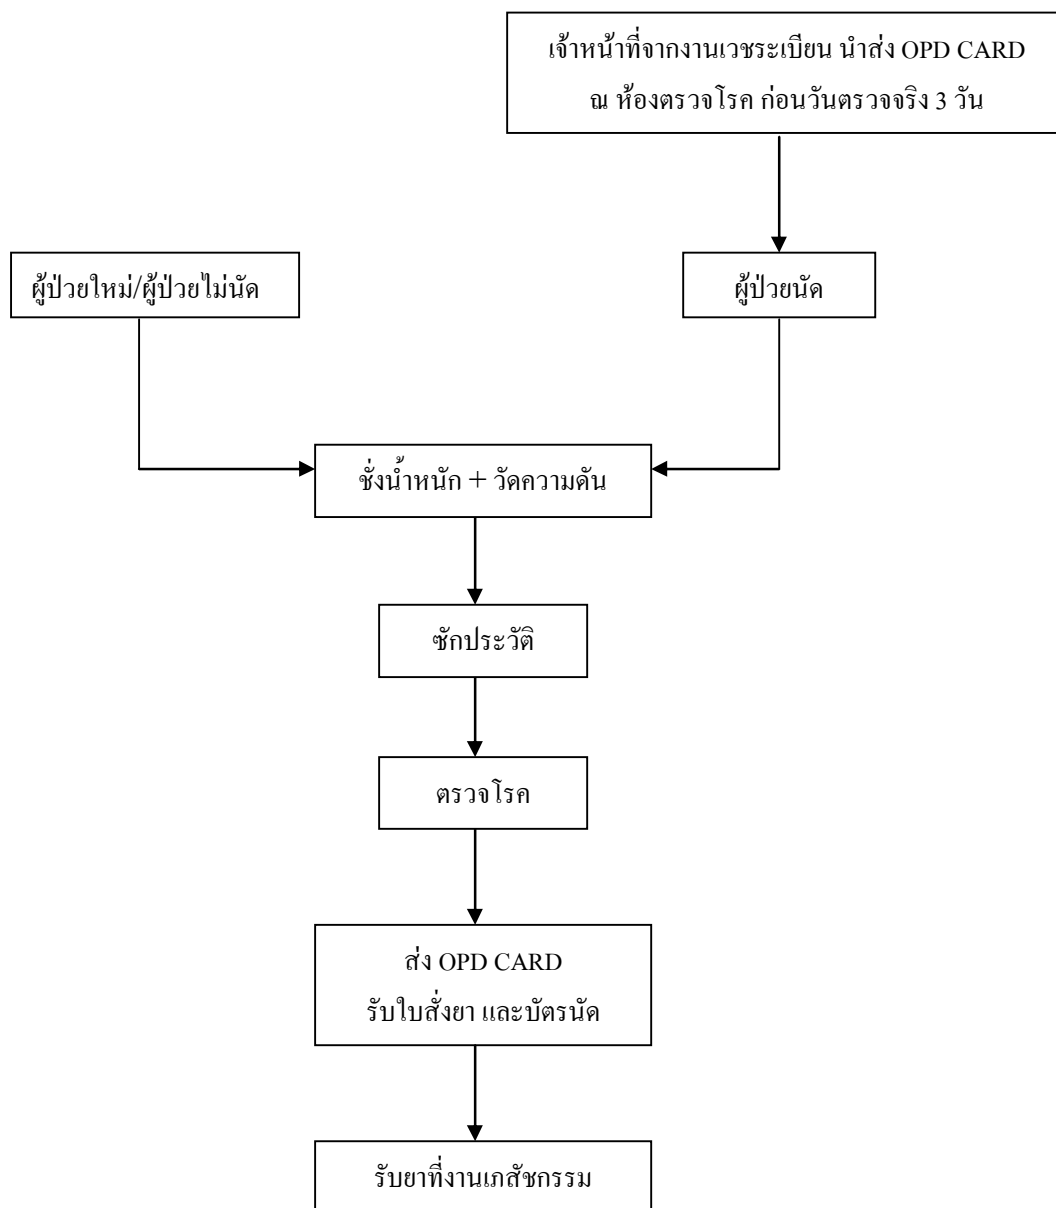 เจ้าหน้าที่จากงานเวชระเบียน นำส่ง OPD CARD
ณ ห้องตรวจโรค ก่อนวันตรวจจริง 3 วัน
ผู้ป่วยใหม่/ผู้ป่วยไม่นัด
ผู้ป่วยนัด
ชั่งน้ำหนัก + วัดความดัน
ซักประวัติ
ตรวจโรค
ส่ง OPD CARD
รับใบสั่งยา และบัตรนัด
รับยาที่งานเภสัชกรรม